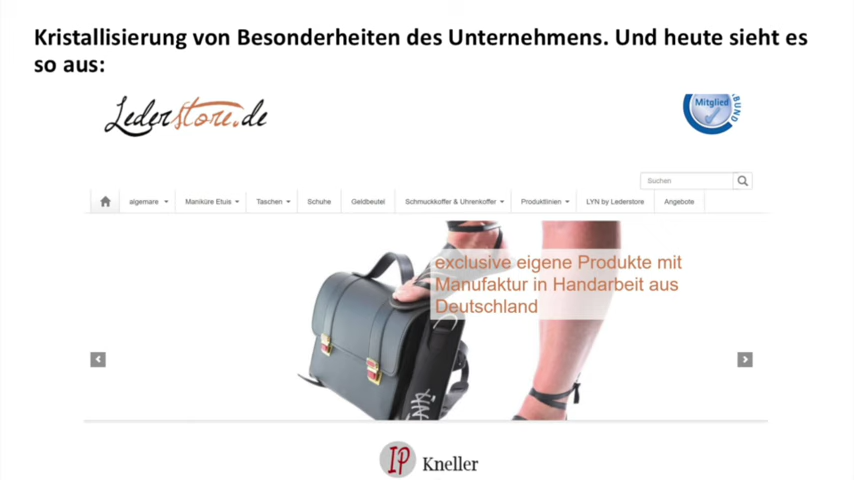 Kristallisierung von Besonderheiten des Unternehmens. Und heute sieht es
so aus:
Lederstore.de
Mitglied
BUND
Suchen
algemare
Maniküre Etuis
Taschen
Schuhe
Geldbeutel
Schmuckkoffer & Uhrenkoffer
Produktlinien
LYN by Lederstore
Angebote
exclusive eigene Produkte mit
Manufaktur in Handarbeit aus
Deutschland
IP Kneller